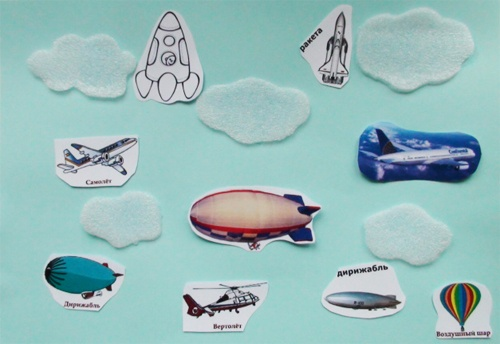 ракета
Самолёт
Дирижабль
Вертолёт
дирижабль
Воздушный шар